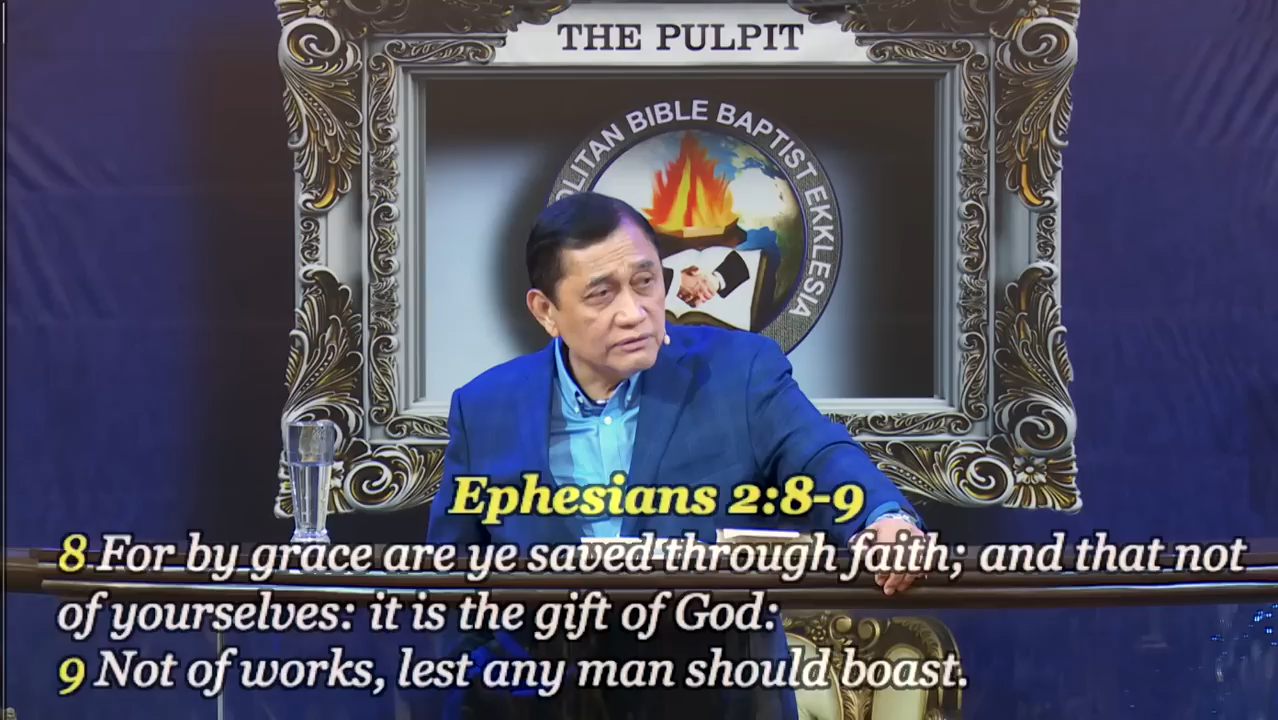 THE PULPIT
OLITAN BIBLE BAPTIST EKKLESIA
Ephesians 2:8-9
8 For by grace are ye saved through faith; and that not
of yourselves: it is the gift of God:
9 Not of works, lest any man should boast.